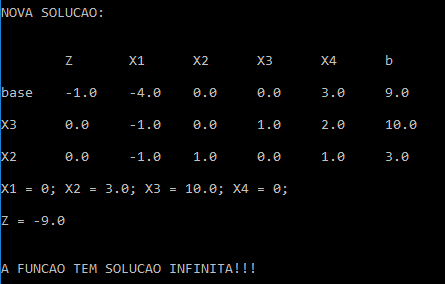 NOVA SOLUCAO:
Z X1 X2 X3 X4 b
base -1.0 -4.0 0.0 0.0 3.0 9.0
X3 0.0 -1.0 0.0 1.0 2.0 10.0
X2 0.0 -1.0 1.0 0.0 1.0 3.0
X1 = 0; X2 = 3.0; X3 = 10.0; X4 = 0;
Z = -9.0
A FUNCAO TEM SOLUCAO INFINITA!!!